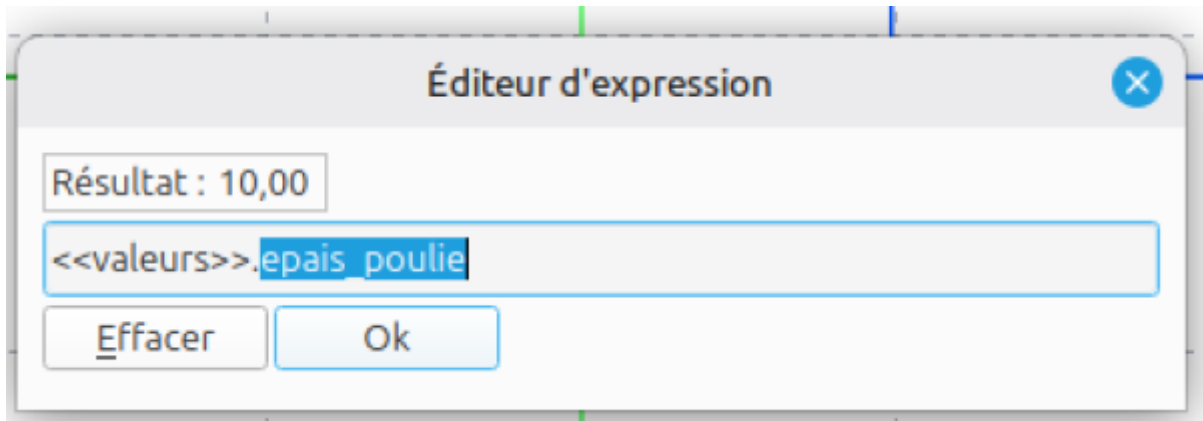 Éditeur d'expression
Résultat : 10,00
<<valeurs>>.epais_poulie
Effacer
Ok